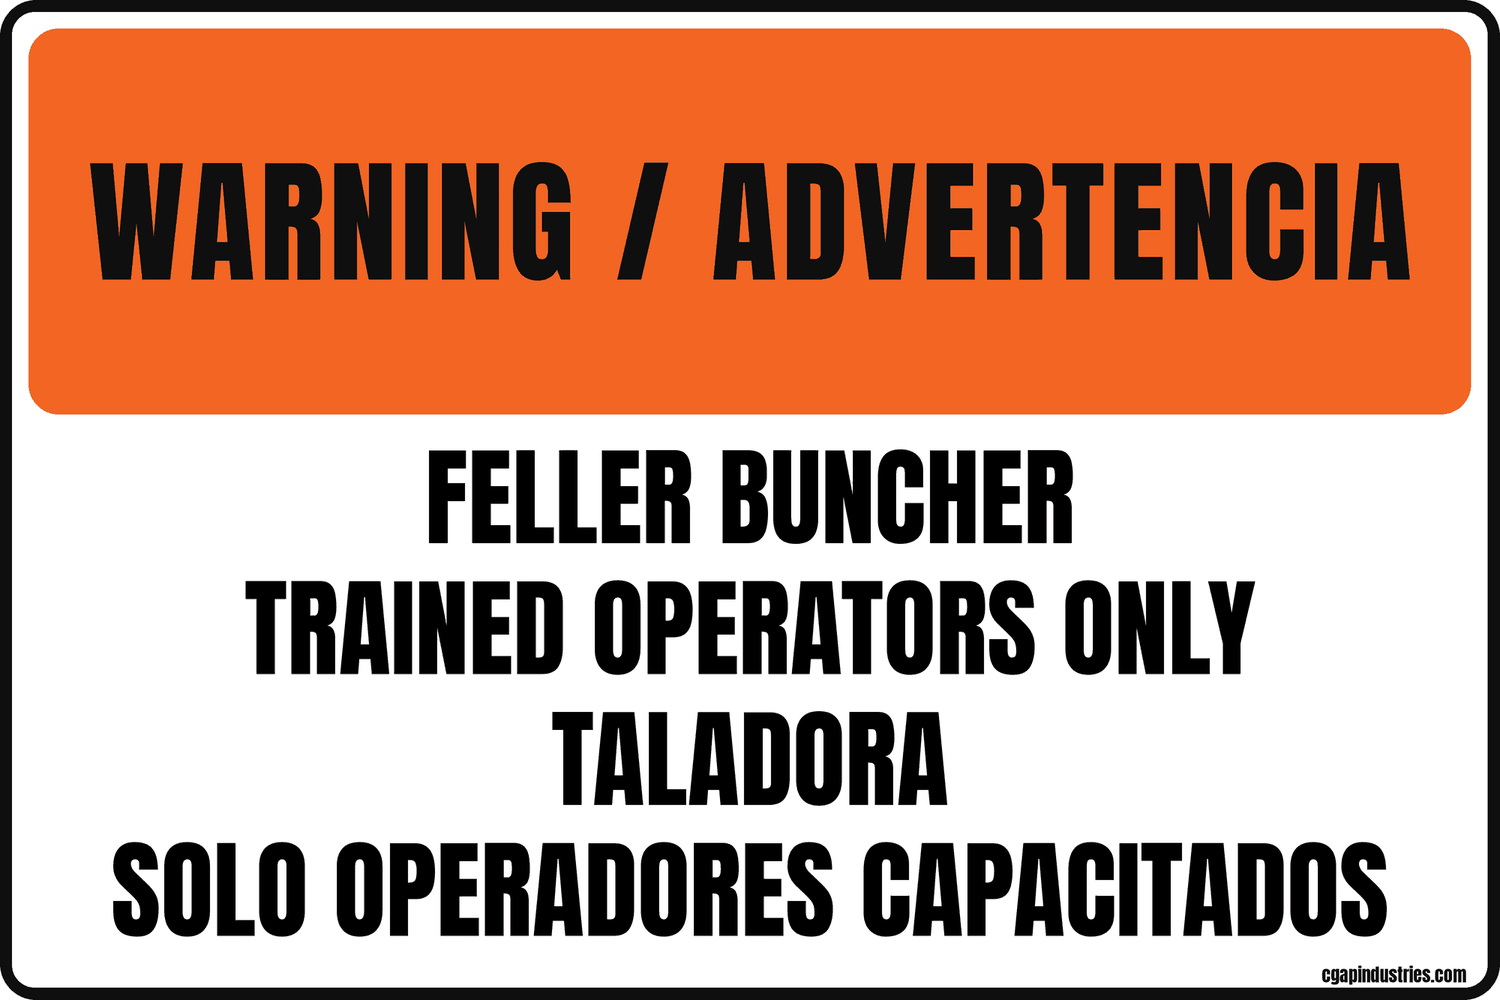 WARNING / ADVERTENCIA
FELLER BUNCHER
TRAINED OPERATORS ONLY
TALADORA
SOLO OPERADORES CAPACITADOS
cgapindustries.com